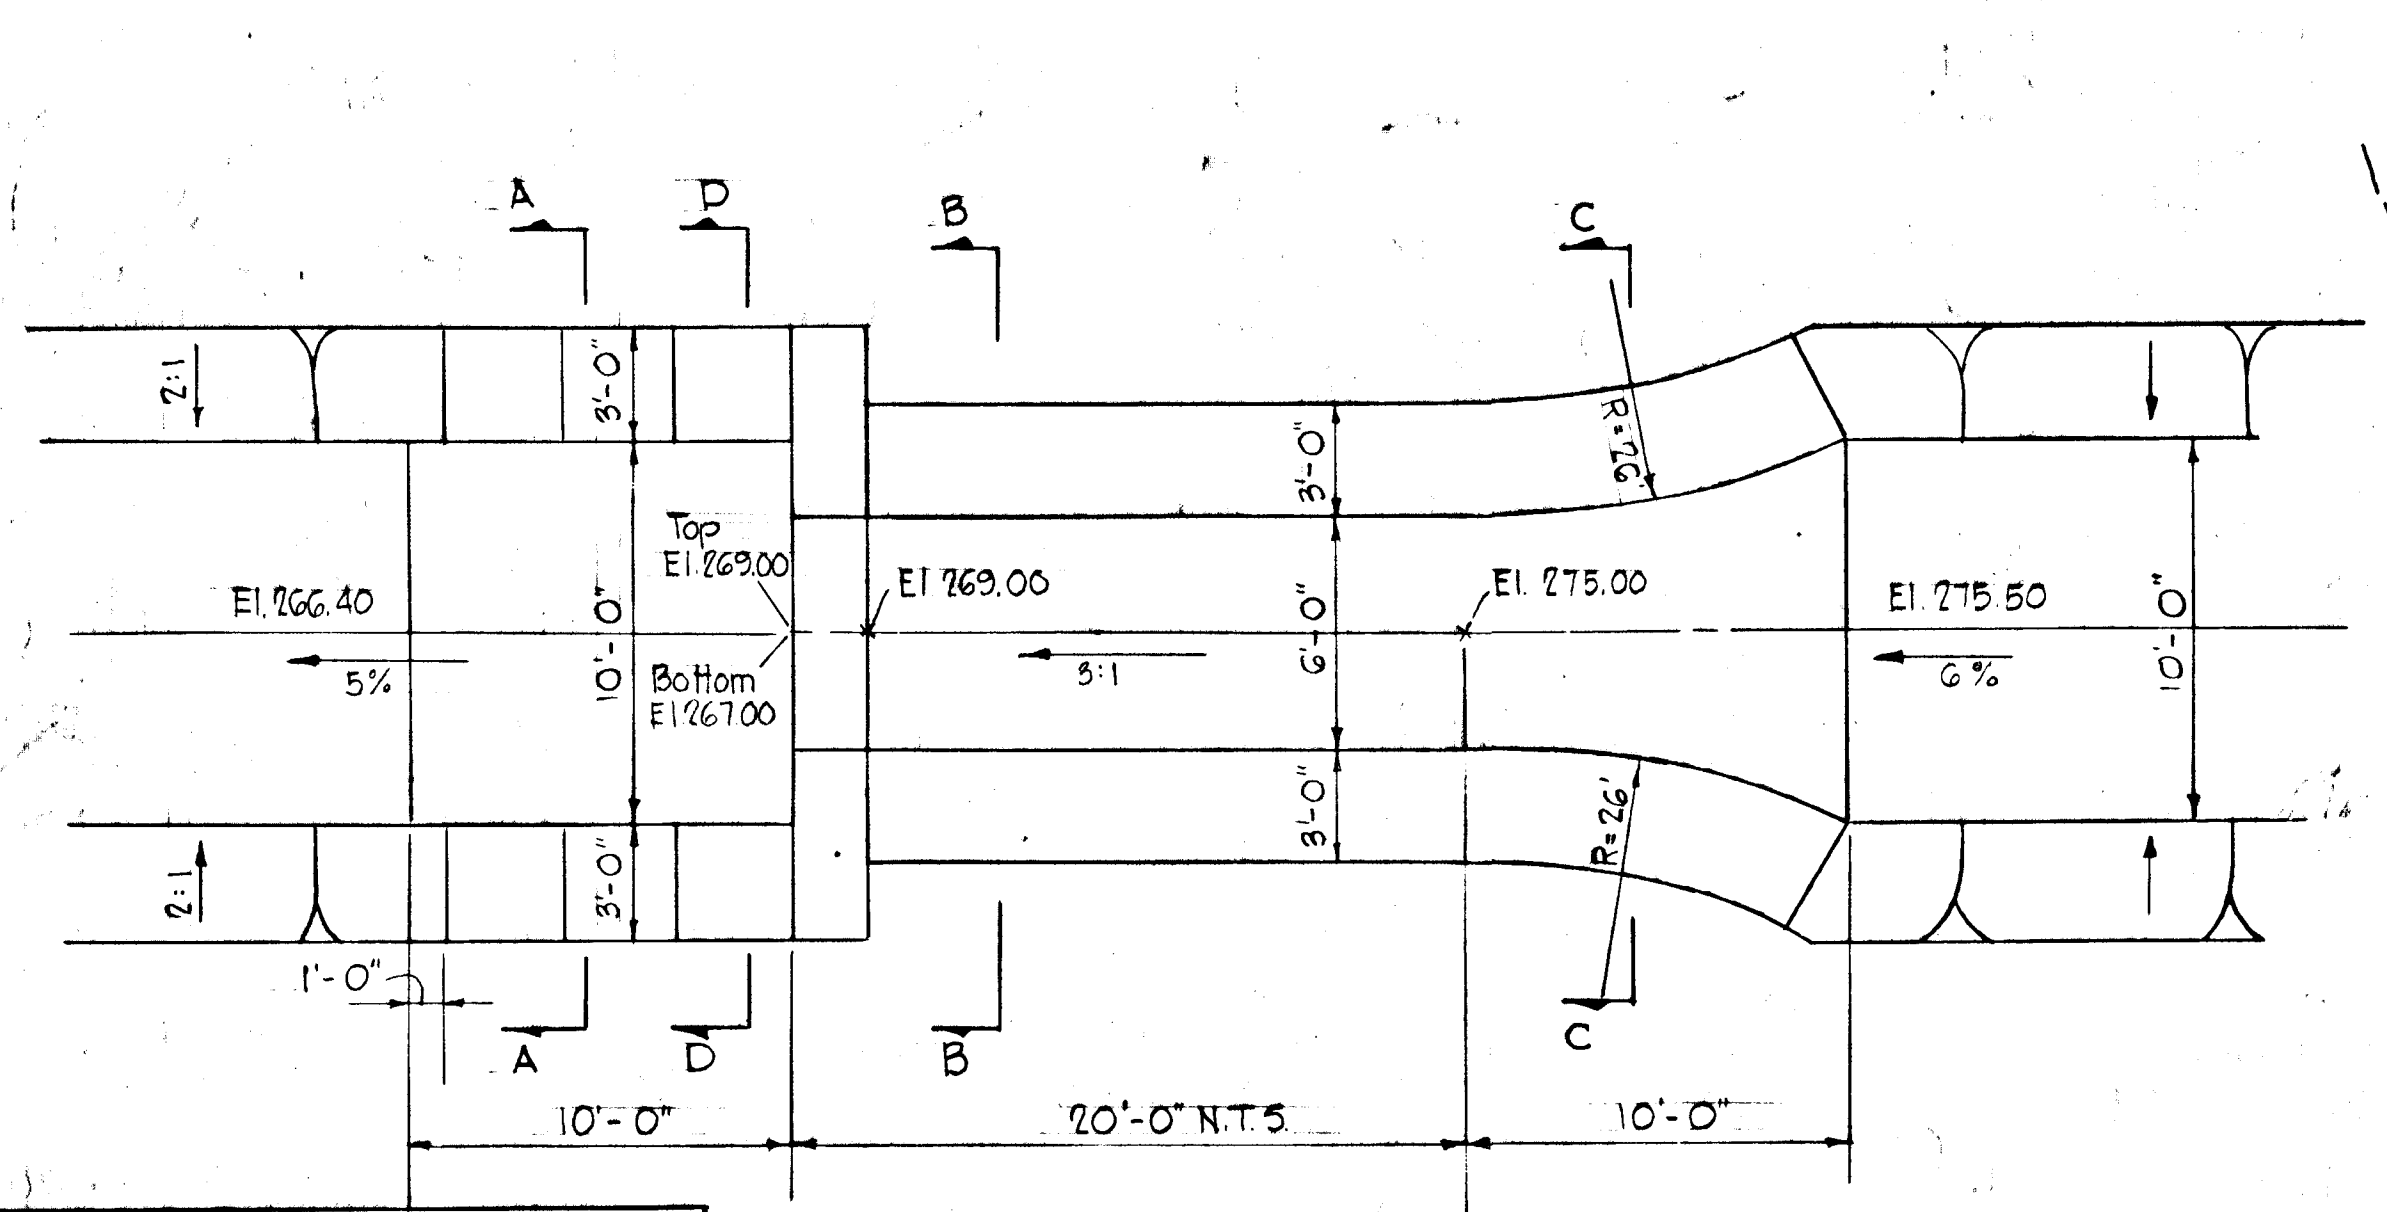 A
D
B
C
2:1
3'-0"
R=26'
3'-0"
Top
El.269.00
El 269.00
El. 275.00
El. 266.40
El. 275.50
10'-0"
6'-0"
10'-0"
5%
Bottom
El 267.00
3:1
6%
2:1
3'-0"
3'-0"
R=26'
1'-0"
A
D
B
C
10'-0"
20'-0" N.T.S.
10'-0"